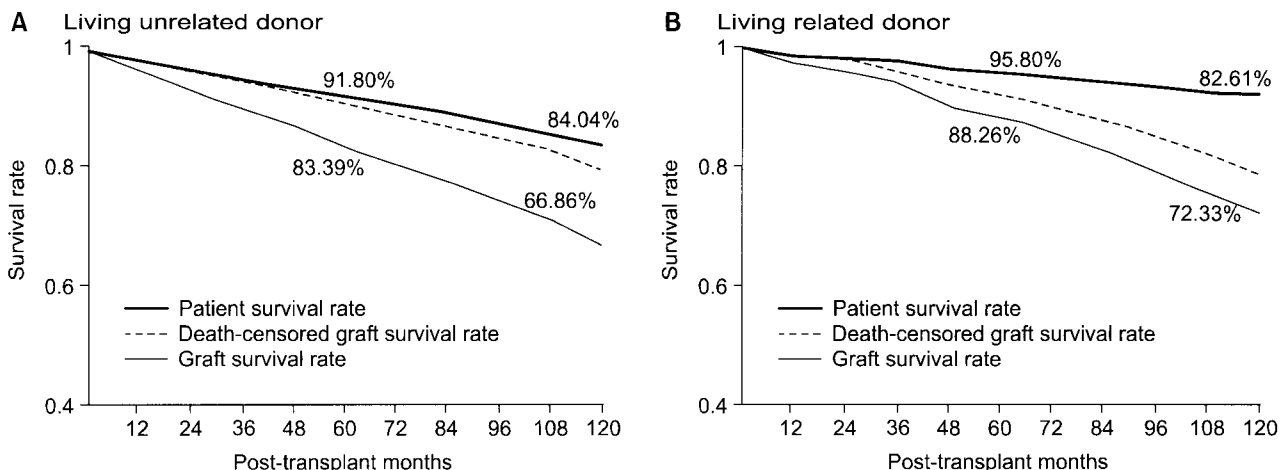 A Living unrelated donor
1
0.8
0.6
0.4
Survival rate
91.80%
84.04%
83.39%
66.86%
Patient survival rate
Death-censored graft survival rate
Graft survival rate
12 24 36 48 60 72 84 96 108 120
Post-transplant months
B Living related donor
1
0.8
0.6
0.4
Survival rate
95.80%
82.61%
88.26%
72.33%
Patient survival rate
Death-censored graft survival rate
Graft survival rate
12 24 36 48 60 72 84 96 108 120
Post-transplant months